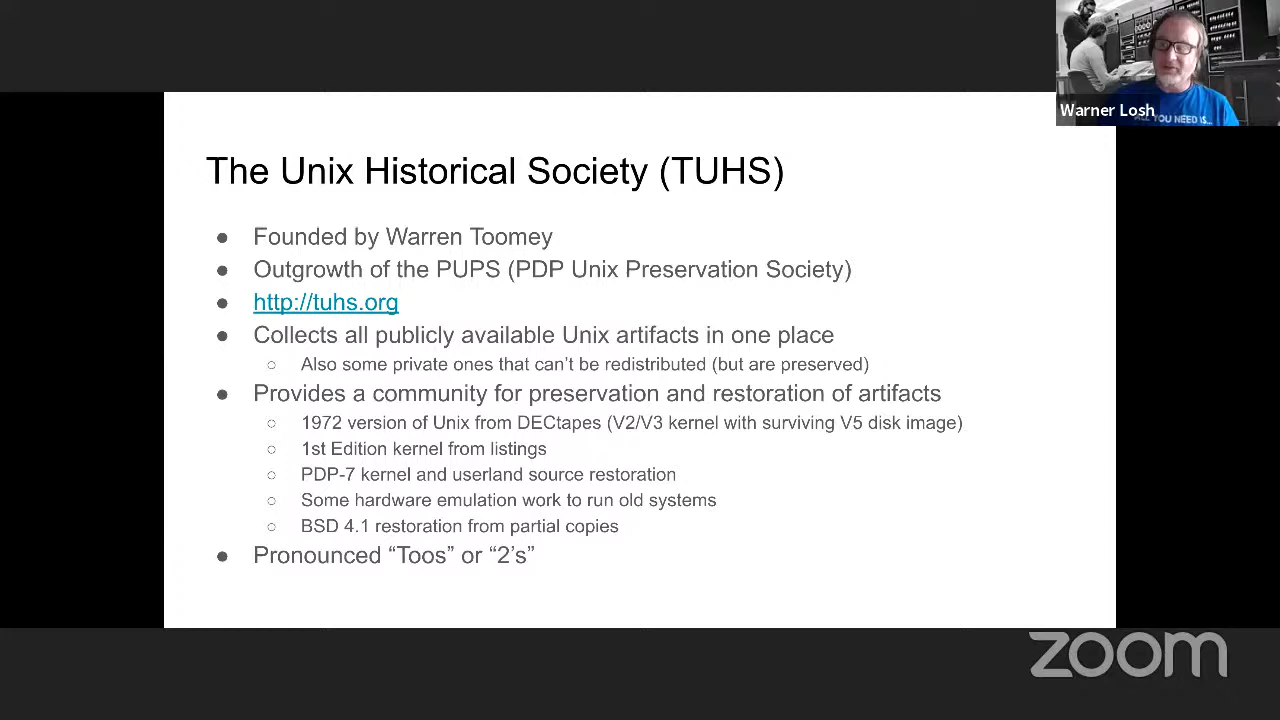 Warner Losh
ALL YOU NEED IS...
The Unix Historical Society (TUHS)
● Founded by Warren Toomey
● Outgrowth of the PUPS (PDP Unix Preservation Society)
● http://tuhs.org
● Collects all publicly available Unix artifacts in one place
○ Also some private ones that can't be redistributed (but are preserved)
● Provides a community for preservation and restoration of artifacts
○ 1972 version of Unix from DECtapes (V2/V3 kernel with surviving V5 disk image)
○ 1st Edition kernel from listings
○ PDP-7 kernel and userland source restoration
○ Some hardware emulation work to run old systems
○ BSD 4.1 restoration from partial copies
● Pronounced “Toos” or “2’s”
zoom